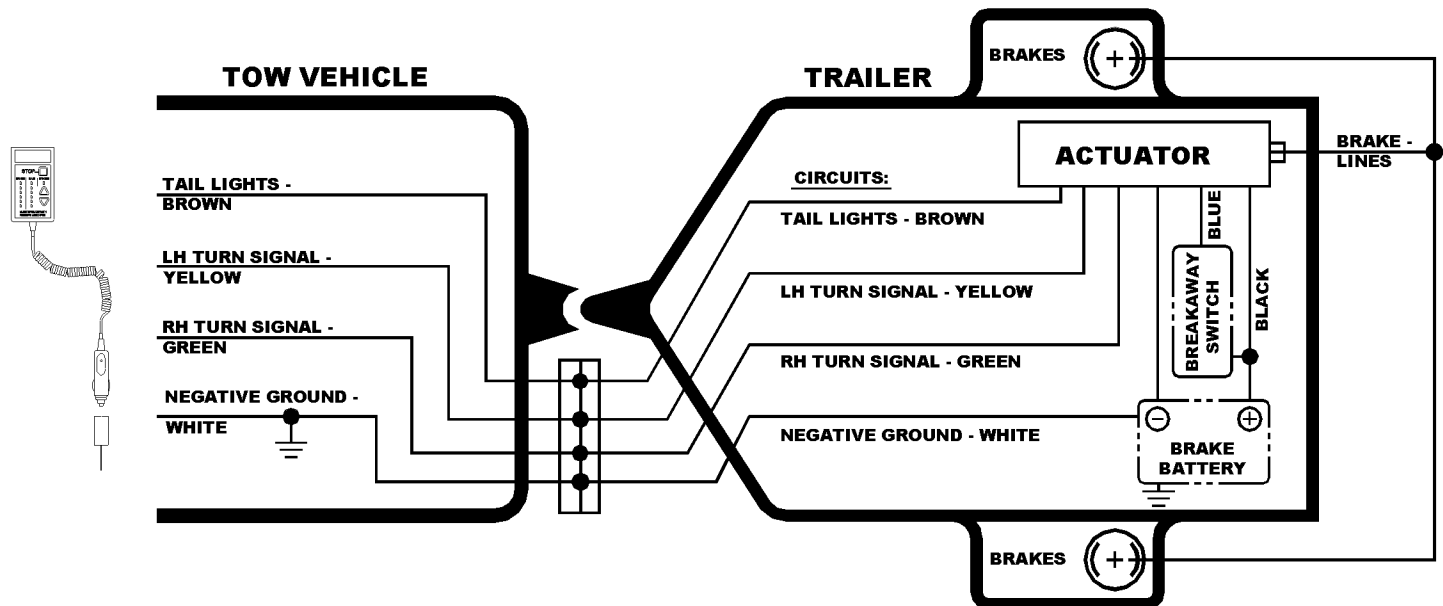 TOW VEHICLE
TRAILER
BRAKES
STOP
TAIL LIGHTS -
BROWN
LH TURN SIGNAL -
YELLOW
RH TURN SIGNAL -
GREEN
NEGATIVE GROUND -
WHITE
CIRCUITS:
TAIL LIGHTS - BROWN
LH TURN SIGNAL - YELLOW
RH TURN SIGNAL - GREEN
NEGATIVE GROUND - WHITE
ACTUATOR
BRAKE -
LINES
BLUE
BREAKAWAY
SWITCH
BLACK
BRAKE
BATTERY
BRAKES